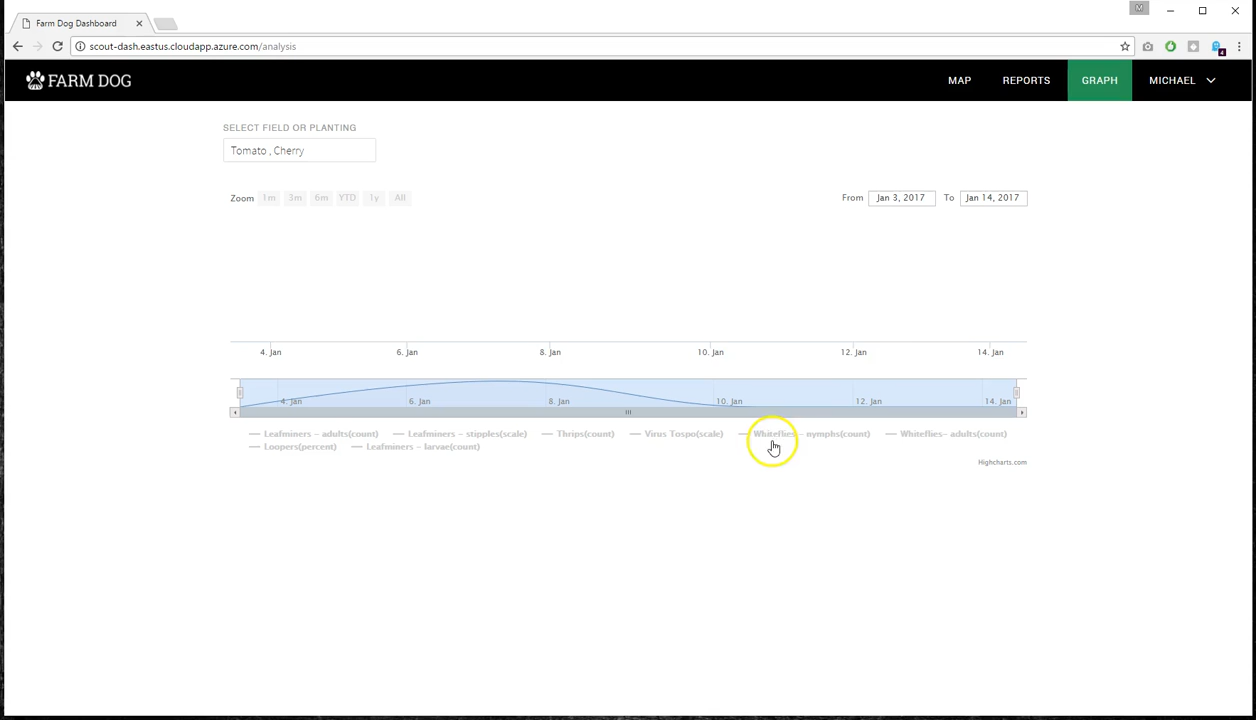 M
Farm Dog Dashboard
scout-dash.eastus.cloudapp.azure.com/analysis
4
FARM DOG
MAP REPORTS GRAPH MICHAEL
SELECT FIELD OR PLANTING
Tomato , Cherry
Zoom 1m 3m 6m YTD 1y All From Jan 3, 2017 To Jan 14, 2017
4. Jan 6. Jan 8. Jan 10. Jan 12. Jan 14. Jan
4. Jan 6. Jan 8. Jan 10. Jan 12. Jan 14. Jan
Leafminers – adults(count) Leafminers – stipples(scale) Thrips(count) Virus Tospo(scale) Whiteflies – nymphs(count) Whiteflies– adults(count)
Loopers(percent) Leafminers – larvae(count)
Highcharts.com